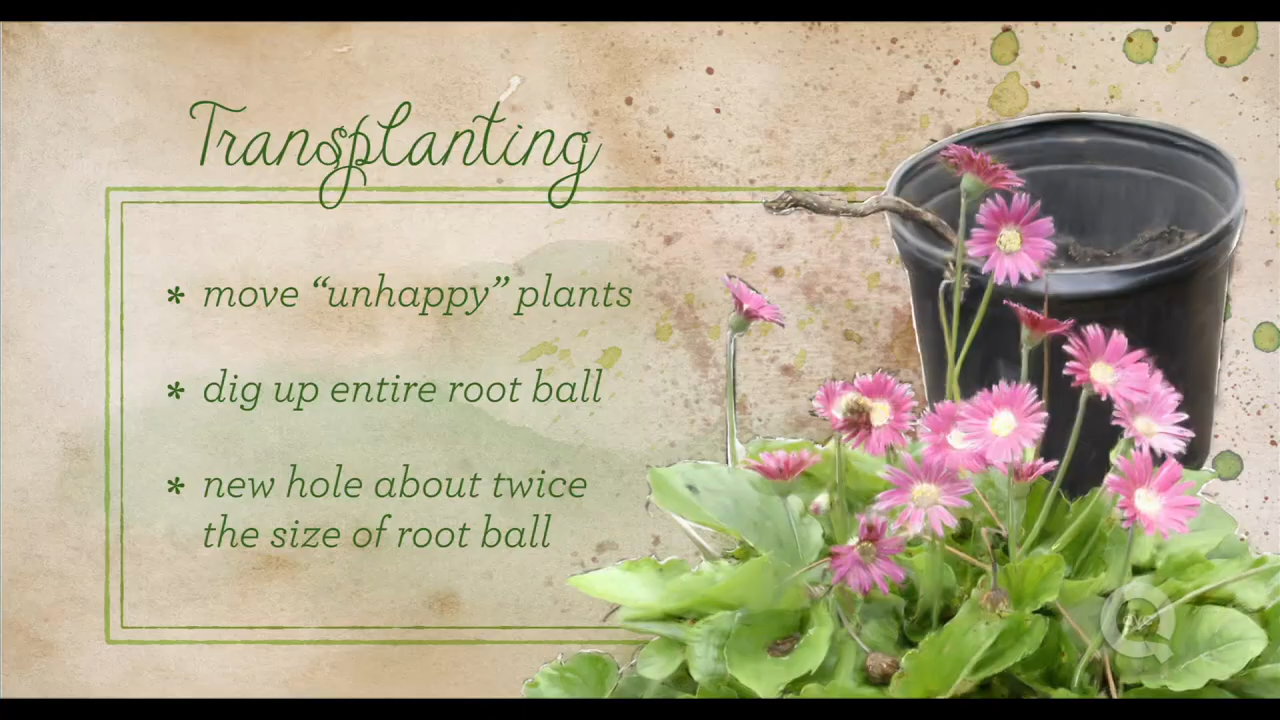 Transplanting
* move “unhappy” plants
* dig up entire root ball
* new hole about twice
the size of root ball